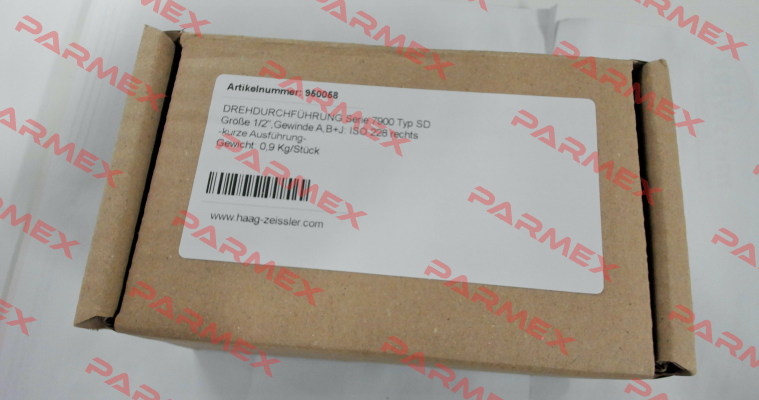 Artikelnummer: 950058
DREHDURCHFÜHRUNG,Serie 7900 Typ SD
Größe 1/2",Gewinde A,B+J: ISO 228 rechts
-kurze Ausführung-
Gewicht: 0,9 Kg/Stück
www.haag-zeissler.com
PARMEX